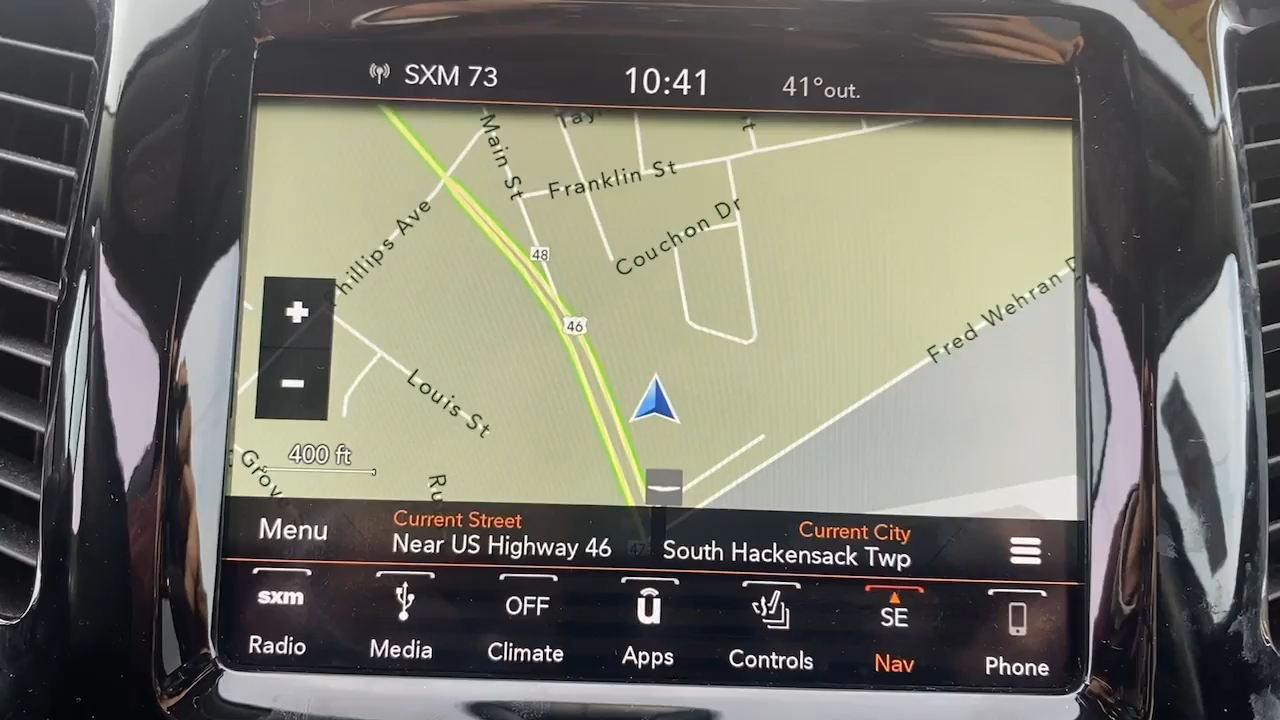 SXM 73
10:41
41°out.
Main St
Franklin St
Phillips Ave
Couchon Dr
48
46
Fred Wehran
Louis St
400 ft
Menu
Current Street
Near US Highway 46
Current City
South Hackensack Twp
sxm
OFF
SE
Radio
Media
Climate
Apps
Controls
Nav
Phone